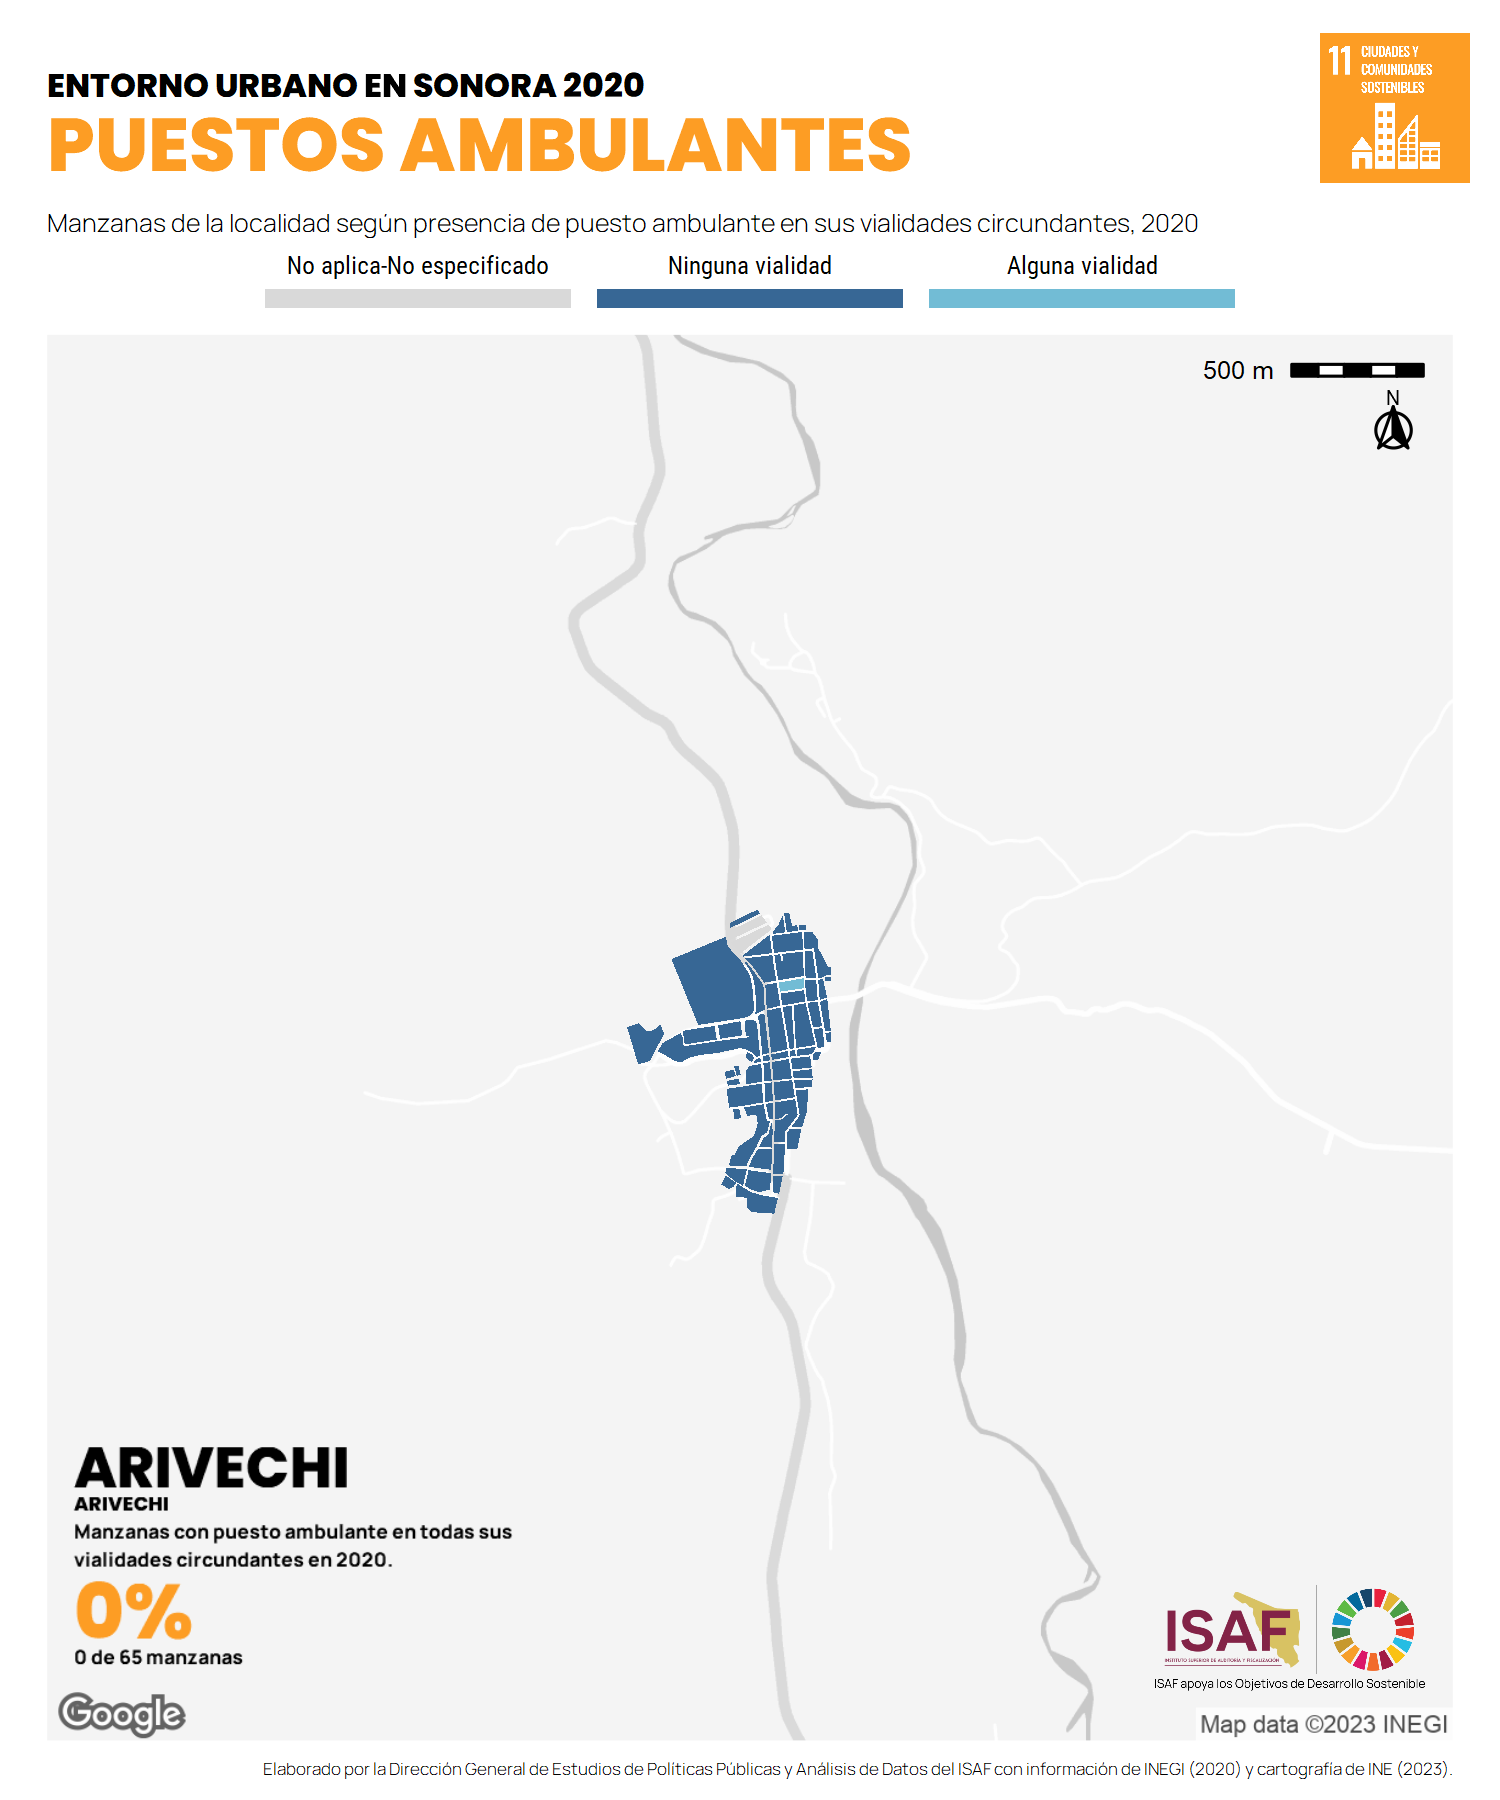 ENTORNO URBANO EN SONORA 2020
PUESTOS AMBULANTES
11 CIUDADES Y
COMUNIDADES
SOSTENIBLES
Manzanas de la localidad según presencia de puesto ambulante en sus vialidades circundantes, 2020
No aplica-No especificado
Ninguna vialidad
Alguna vialidad
500 m
N
ARIVECHI
ARIVECHI
Manzanas con puesto ambulante en todas sus
vialidades circundantes en 2020.
0%
0 de 65 manzanas
Google
ISAF
INSTITUTO SUPERIOR DE AUDITORÍA Y FISCALIZACIÓN
ISAF apoya los Objetivos de Desarrollo Sostenible
Map data ©2023 INEGI
Elaborado por la Dirección General de Estudios de Políticas Públicas y Análisis de Datos del ISAF con información de INEGI (2020) y cartografía de INE (2023).